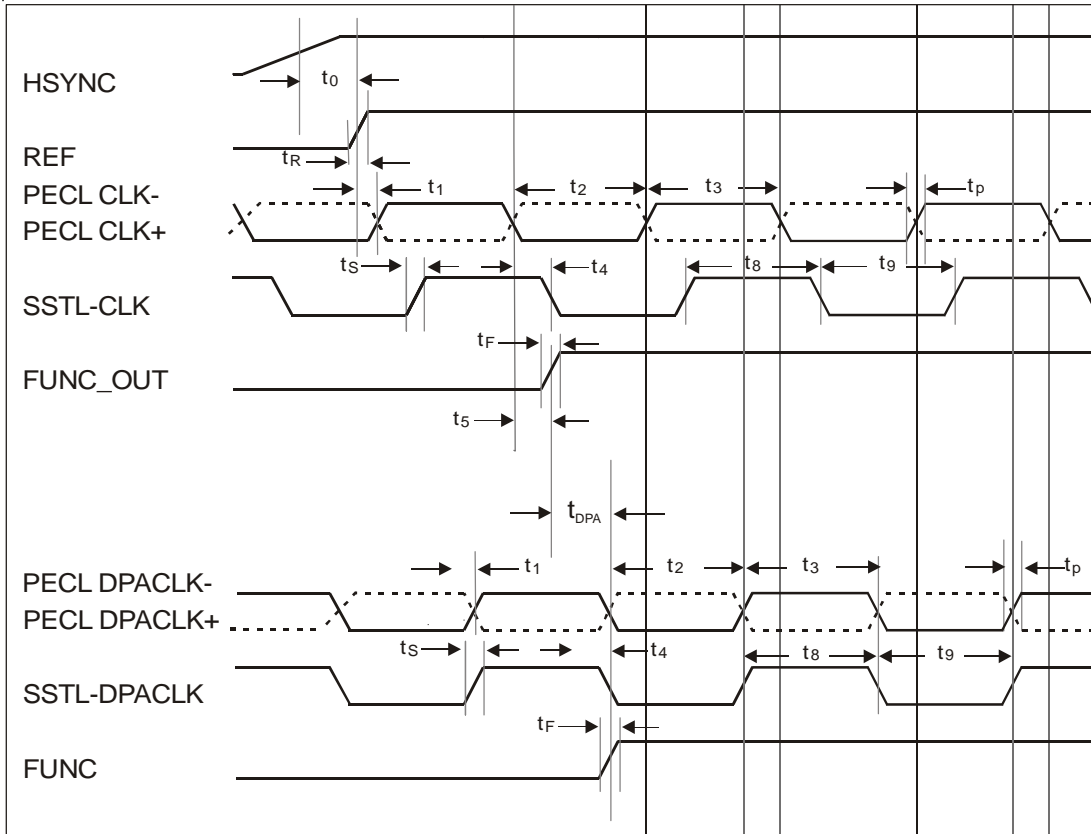 HSYNC
t0
REF
tR
PECL CLK-
t1
t2
t3
tp
PECL CLK+
tS
t4
t8
t9
SSTL-CLK
tF
FUNC_OUT
t5
tDPA
PECL DPACLK-
t1
t2
t3
tp
PECL DPACLK+
tS
t4
t8
t9
SSTL-DPACLK
tF
FUNC